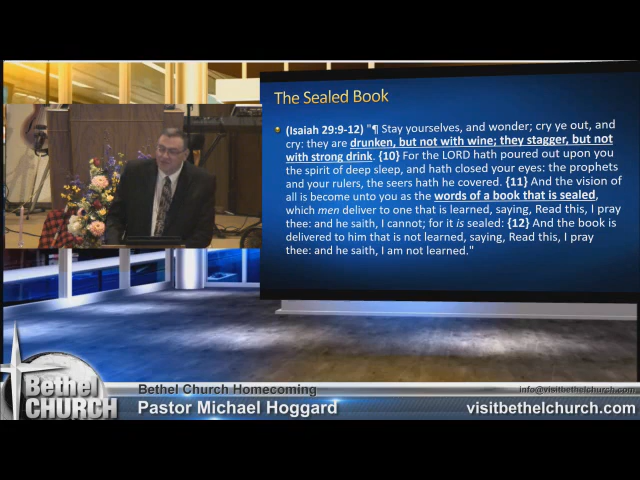 The Sealed Book
(Isaiah 29:9-12) "¶ Stay yourselves, and wonder; cry ye out, and
cry: they are drunken, but not with wine; they stagger, but not
with strong drink. {10} For the LORD hath poured out upon you
the spirit of deep sleep, and hath closed your eyes: the prophets
and your rulers, the seers hath he covered. {11} And the vision
of all is become unto you as the words of a book that is sealed,
which men deliver to one that is learned, saying, Read this, I pray
thee: and he saith, I cannot; for it is sealed: {12} And the book
is delivered to him that is not learned, saying, Read this, I pray
thee: and he saith, I am not learned."
Bethel
CHURCH
Bethel Church Homecoming
info@visitbethelchurch.com
Pastor Michael Hoggard
visitbethelchurch.com